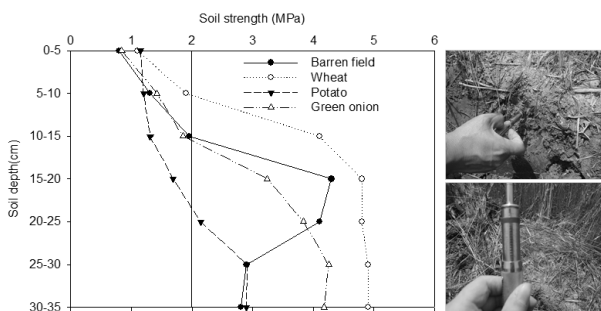 Soil strength (MPa)
0 1 2 3 4 5 6
0-5
5-10
10-15
15-20
20-25
25-30
30-35
Soil depth(cm)
Barren field
Wheat
Potato
Green onion